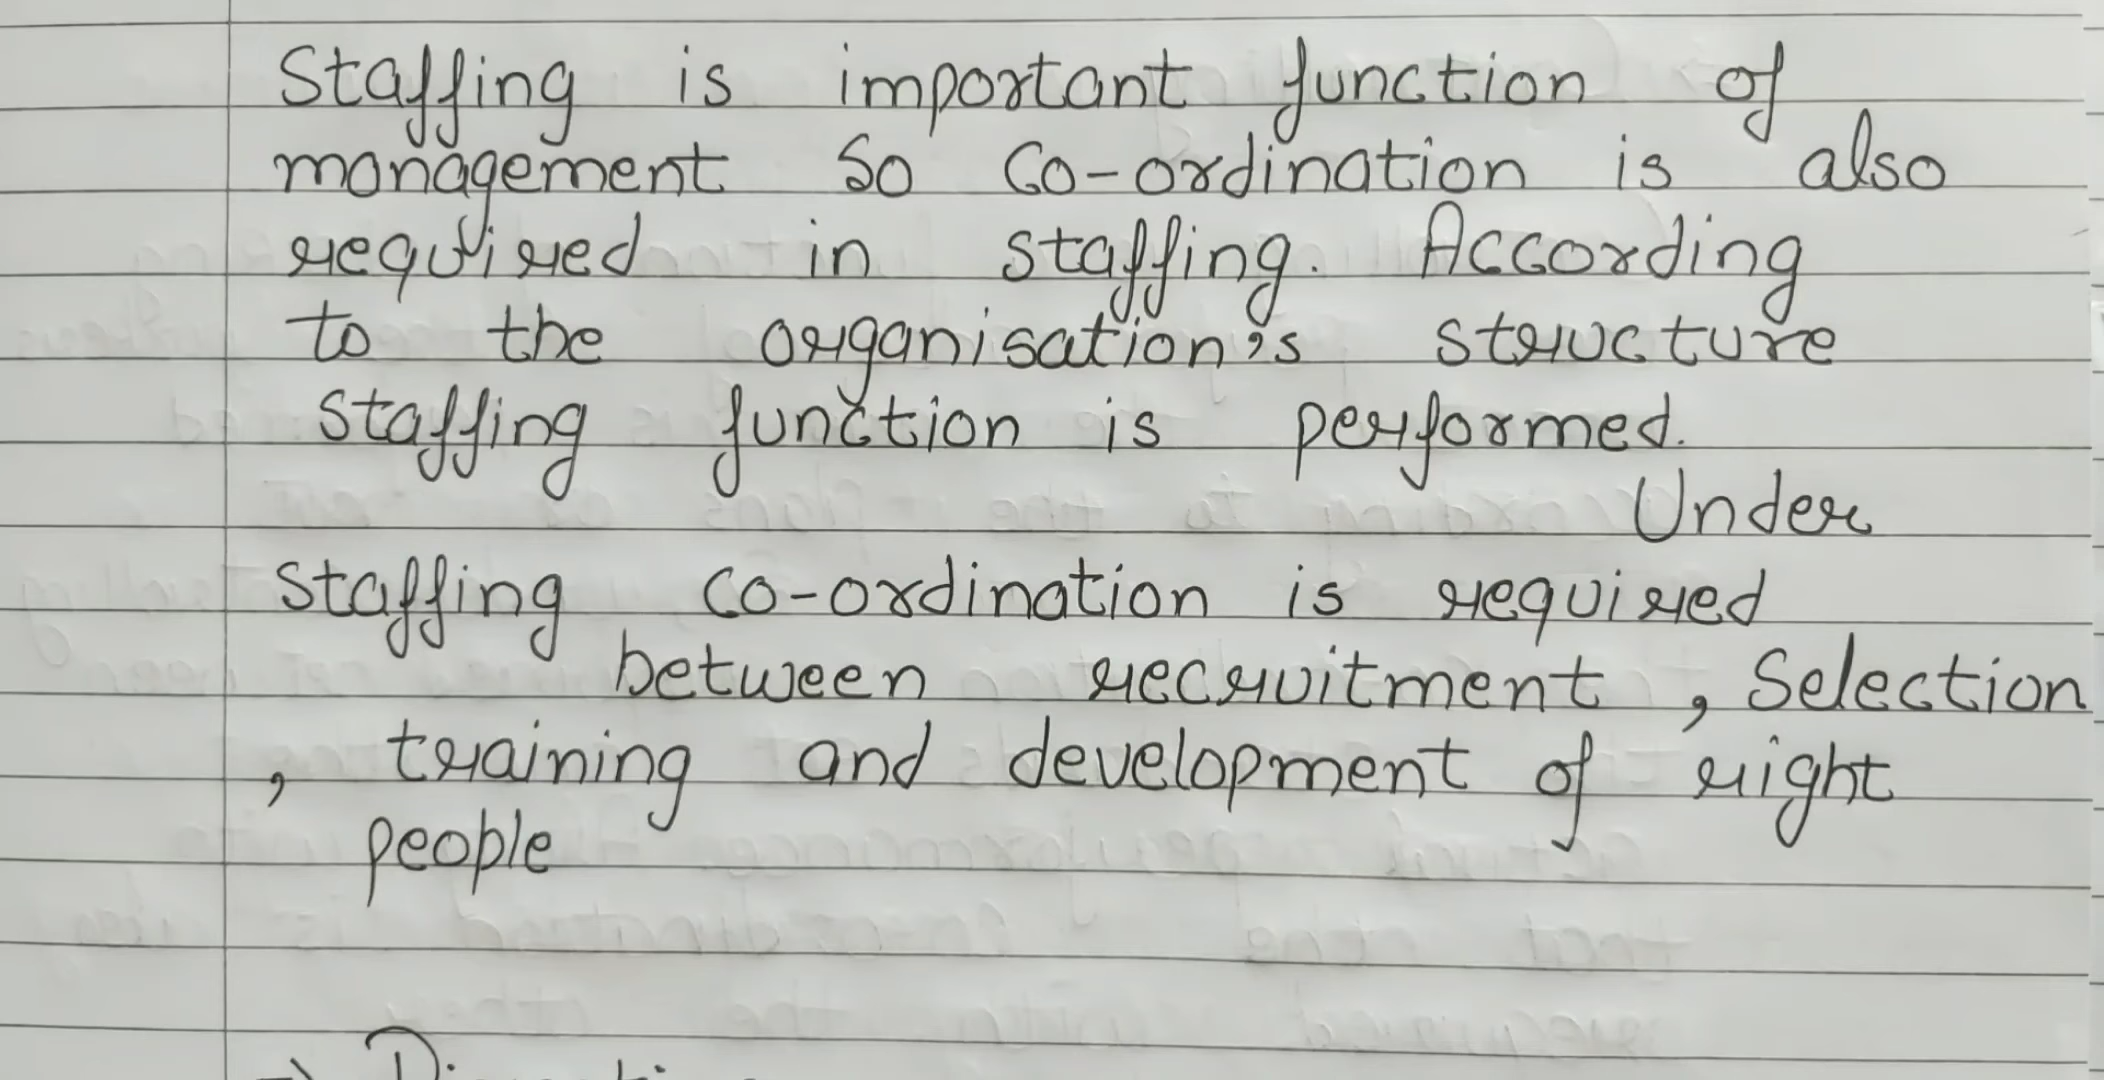 Staffing is important function of
management So Co-ordination is also
required in staffing. According
to the organisation's structure
staffing function is performed.
Under
staffing co-ordination is required
between recruitment , Selection
, training and development of right
people